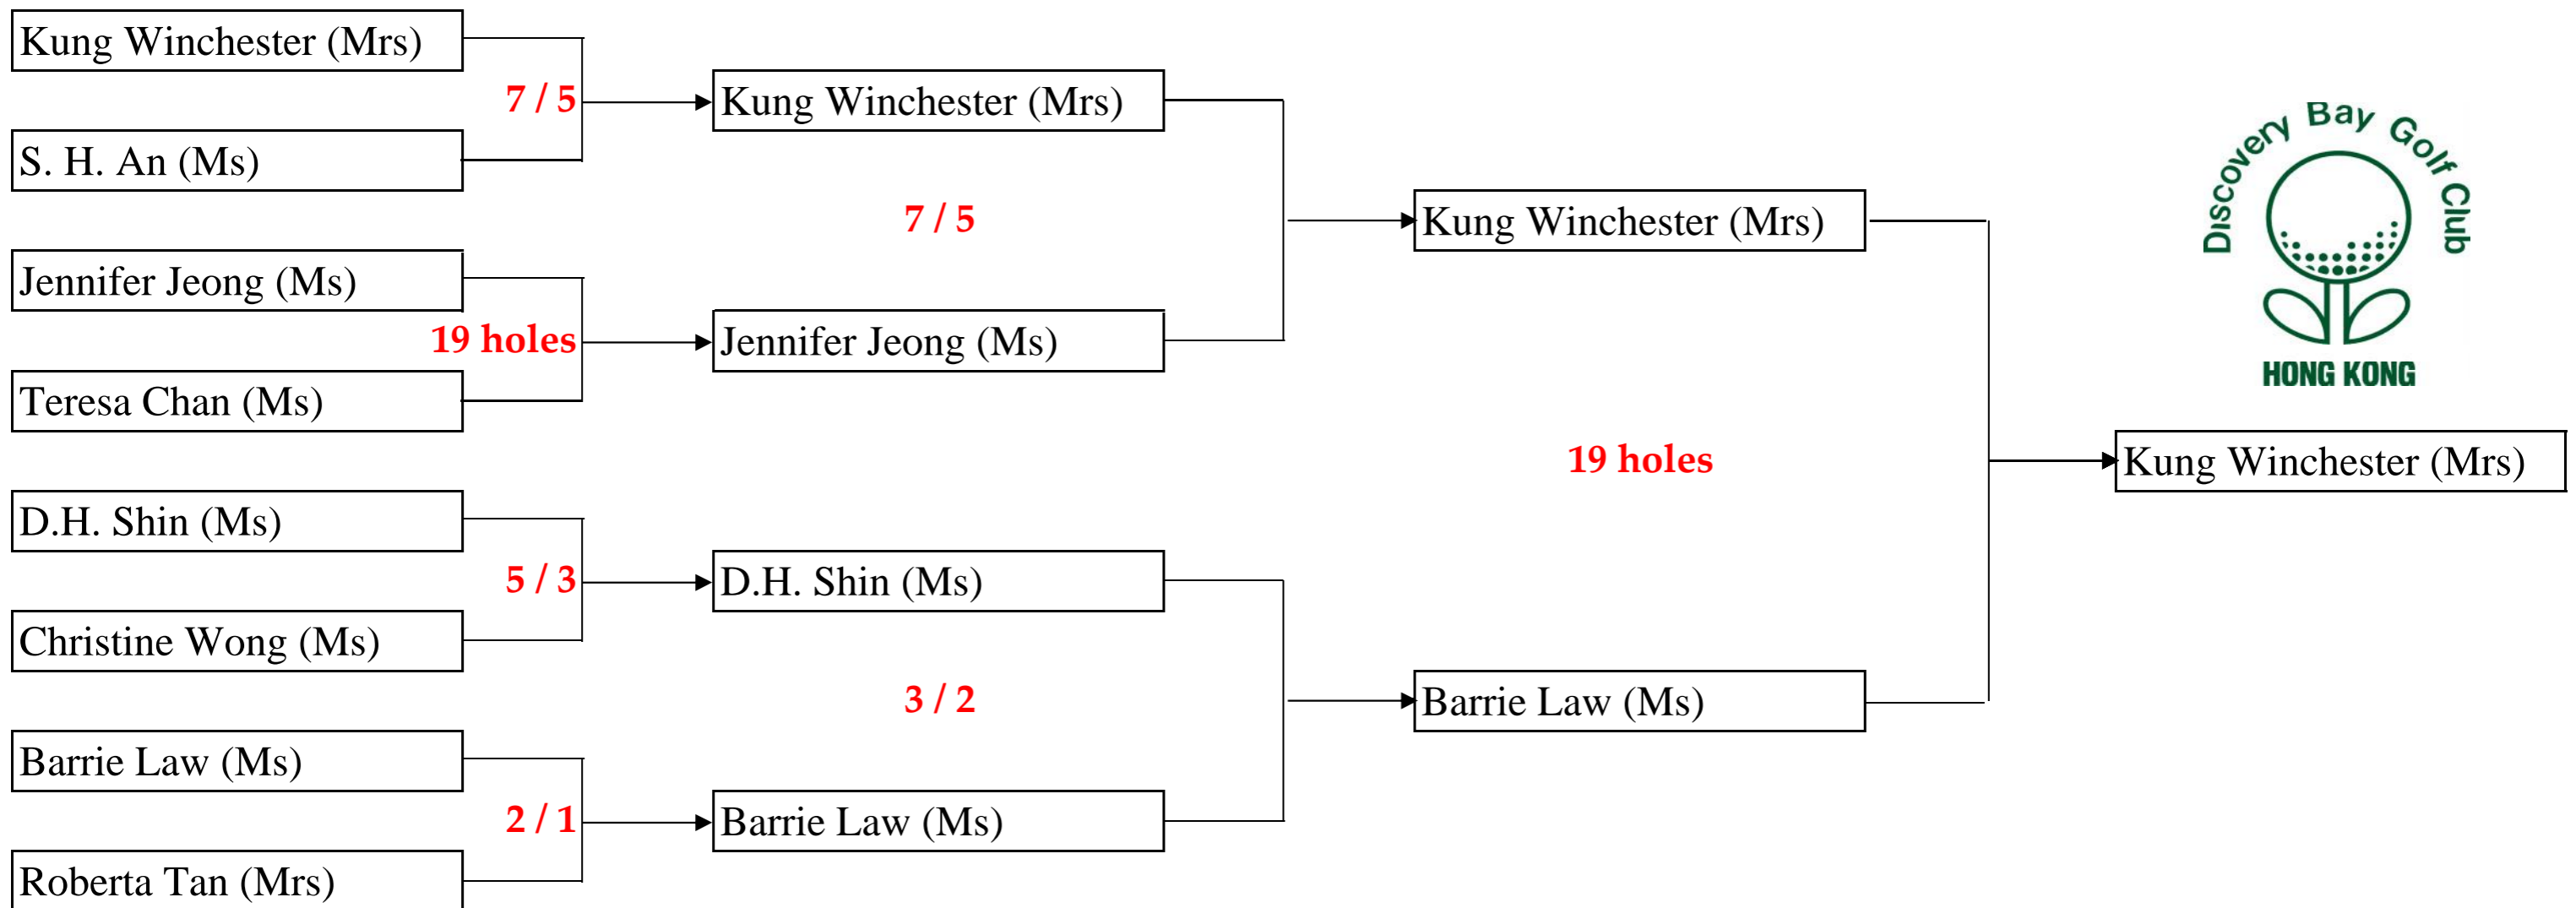 Kung Winchester (Mrs)
7 / 5
S. H. An (Ms)
Jennifer Jeong (Ms)
19 holes
Teresa Chan (Ms)
D.H. Shin (Ms)
5 / 3
Christine Wong (Ms)
Barrie Law (Ms)
2 / 1
Roberta Tan (Mrs)
Kung Winchester (Mrs)
7 / 5
Jennifer Jeong (Ms)
D.H. Shin (Ms)
3 / 2
Barrie Law (Ms)
Kung Winchester (Mrs)
19 holes
Barrie Law (Ms)
Discovery Bay Golf Club
HONG KONG
Kung Winchester (Mrs)